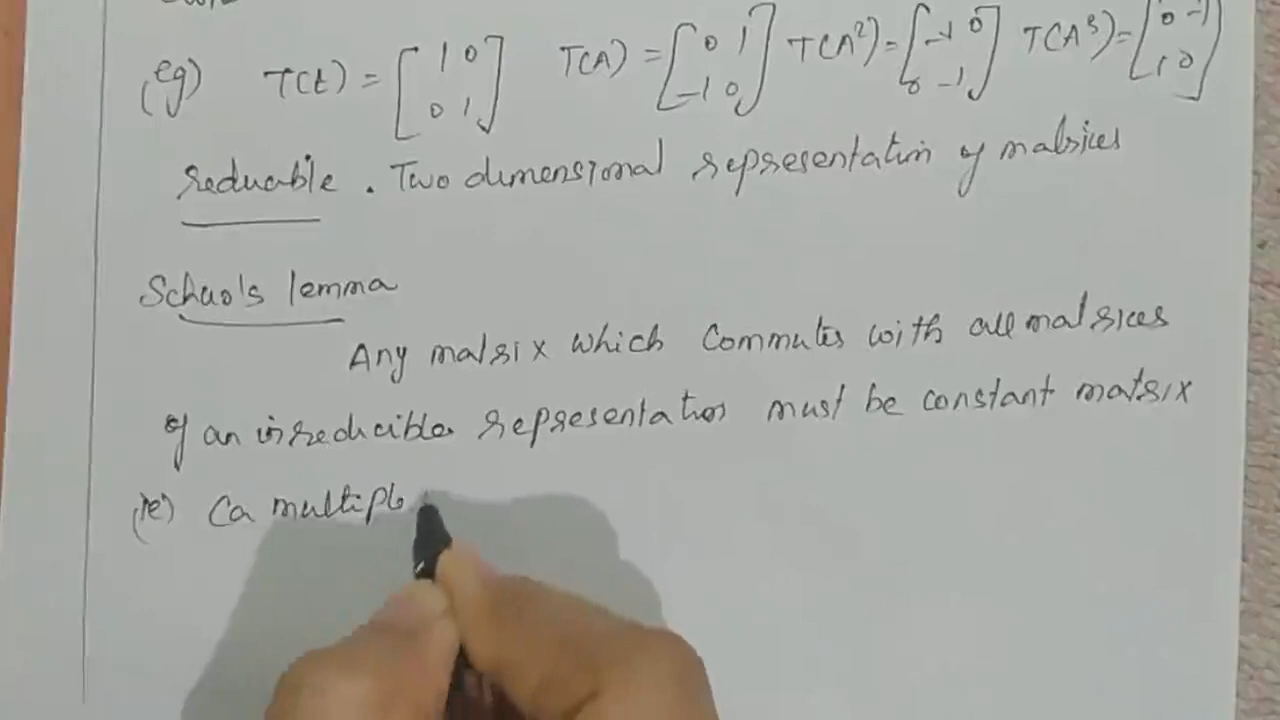 (eg) T(E) = [1 0 0 1] T(A) = [0 1 -1 0] T(A²) = [-1 0 0 -1] T(A³) = [0 -1 1 0]
reducible . Two dimensional representation of matrices
Schur's lemma
Any matrix which commutes with all matrices
of an irreducible representation must be constant matrix
(ie) (a multiple